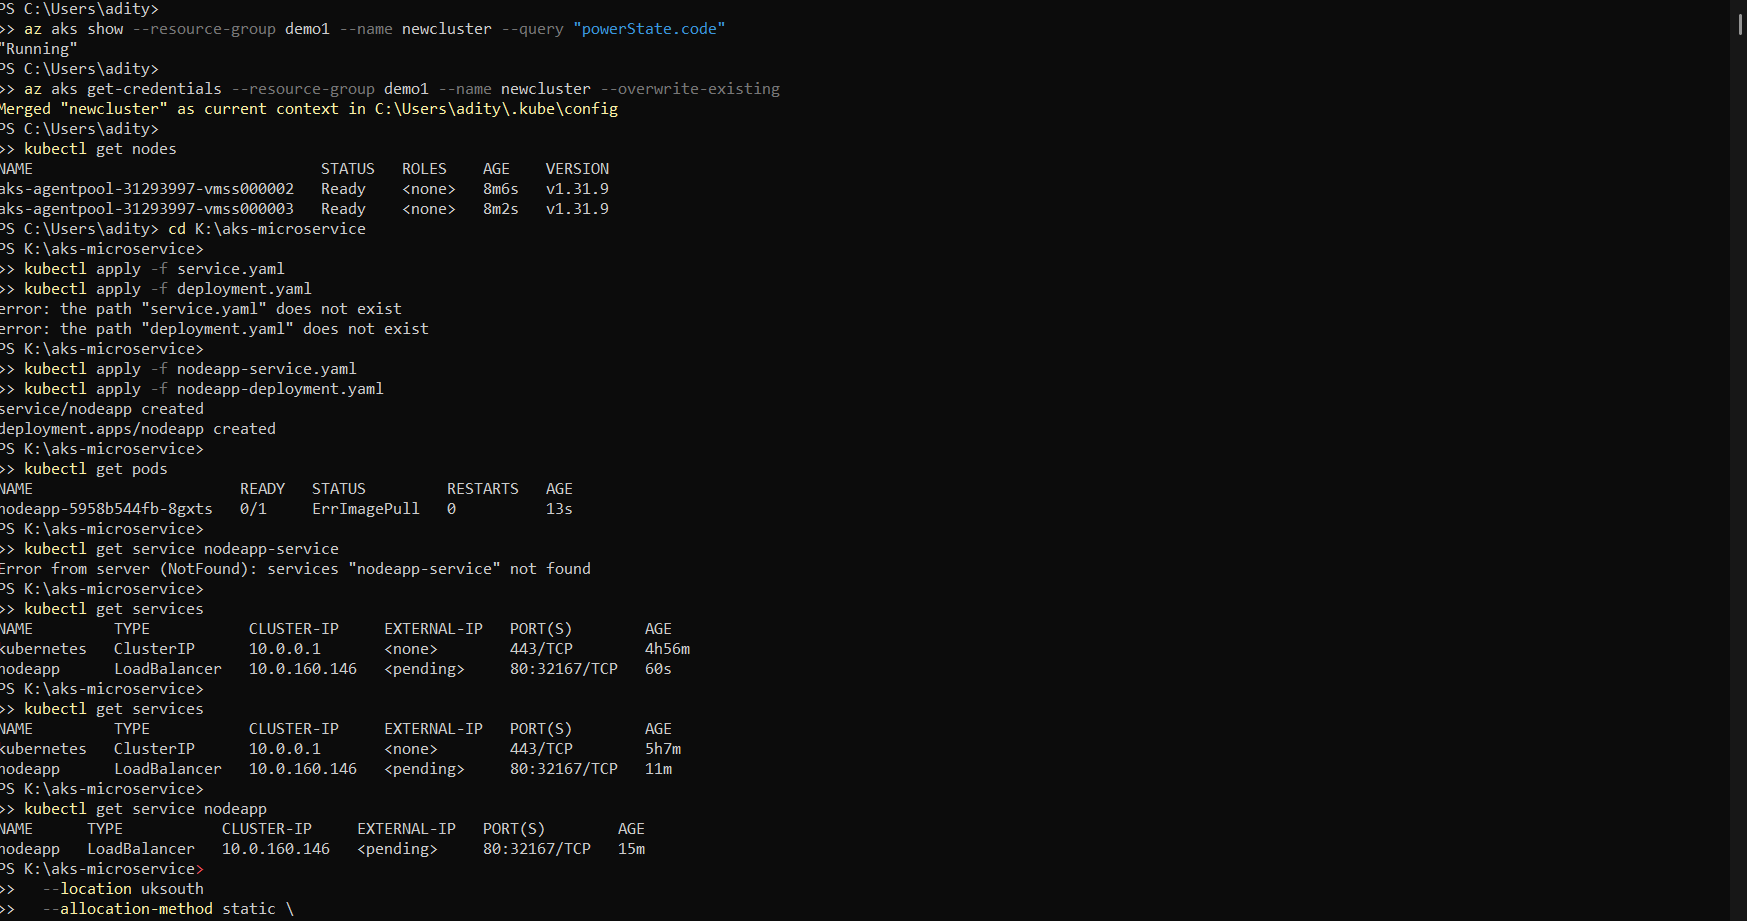 PS C:\Users\adity>
>> az aks show --resource-group demo1 --name newcluster --query "powerState.code"
"Running"
PS C:\Users\adity>
>> az aks get-credentials --resource-group demo1 --name newcluster --overwrite-existing
Merged "newcluster" as current context in C:\Users\adity\.kube\config
PS C:\Users\adity>
>> kubectl get nodes
NAME                                STATUS   ROLES    AGE    VERSION
aks-agentpool-31293997-vmss000002   Ready    <none>   8m6s   v1.31.9
aks-agentpool-31293997-vmss000003   Ready    <none>   8m2s   v1.31.9
PS C:\Users\adity> cd K:\aks-microservice
PS K:\aks-microservice>
>> kubectl apply -f service.yaml
>> kubectl apply -f deployment.yaml
error: the path "service.yaml" does not exist
error: the path "deployment.yaml" does not exist
PS K:\aks-microservice>
>> kubectl apply -f nodeapp-service.yaml
>> kubectl apply -f nodeapp-deployment.yaml
service/nodeapp created
deployment.apps/nodeapp created
PS K:\aks-microservice>
>> kubectl get pods
NAME                       READY   STATUS         RESTARTS   AGE
nodeapp-5958b544fb-8gxts   0/1     ErrImagePull   0          13s
PS K:\aks-microservice>
>> kubectl get service nodeapp-service
Error from server (NotFound): services "nodeapp-service" not found
PS K:\aks-microservice>
>> kubectl get services
NAME         TYPE           CLUSTER-IP     EXTERNAL-IP   PORT(S)        AGE
kubernetes   ClusterIP      10.0.0.1       <none>        443/TCP        4h56m
nodeapp      LoadBalancer   10.0.160.146   <pending>     80:32167/TCP   60s
PS K:\aks-microservice>
>> kubectl get services
NAME         TYPE           CLUSTER-IP     EXTERNAL-IP   PORT(S)        AGE
kubernetes   ClusterIP      10.0.0.1       <none>        443/TCP        5h7m
nodeapp      LoadBalancer   10.0.160.146   <pending>     80:32167/TCP   11m
PS K:\aks-microservice>
>> kubectl get service nodeapp
NAME      TYPE           CLUSTER-IP     EXTERNAL-IP   PORT(S)        AGE
nodeapp   LoadBalancer   10.0.160.146   <pending>     80:32167/TCP   15m
PS K:\aks-microservice>
>>   --location uksouth
>>   --allocation-method static \